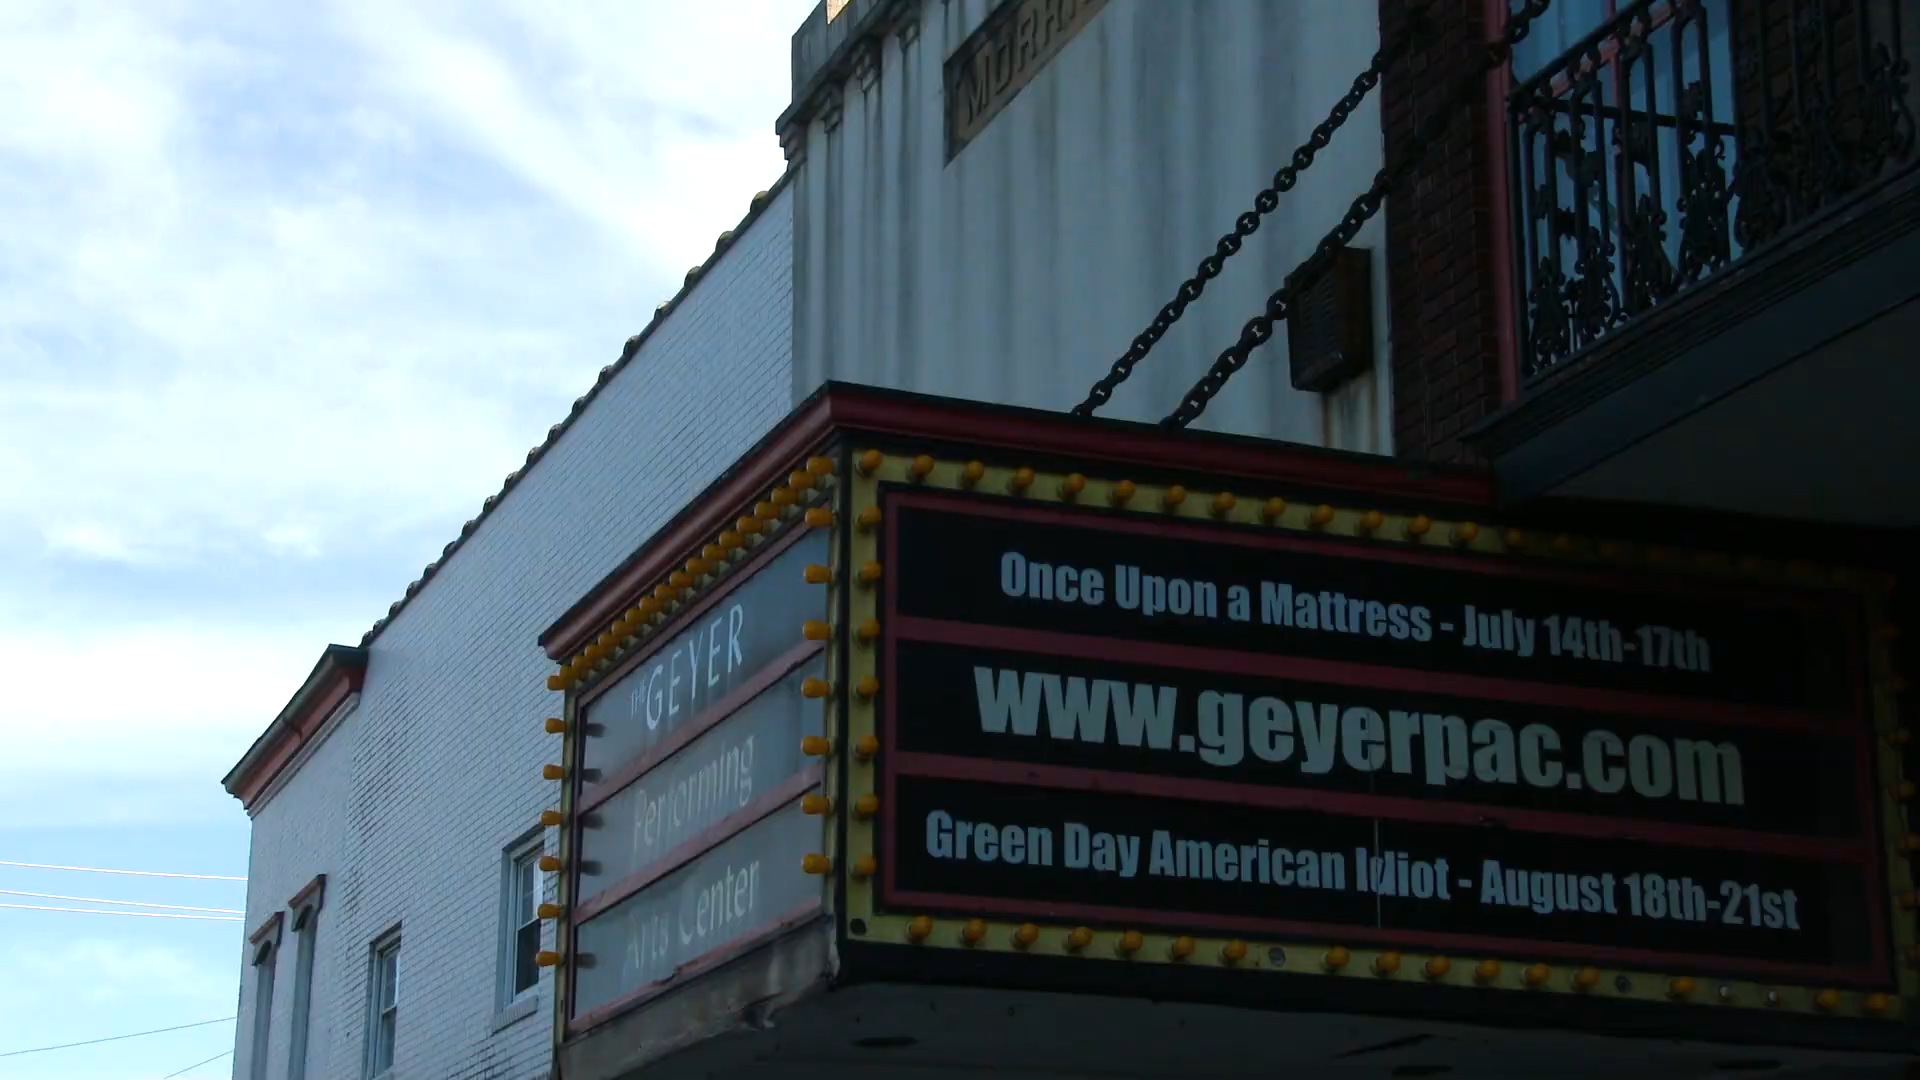 THE GEYER
Performing
Arts Center
Once Upon a Mattress - July 14th-17th
www.geyerpac.com
Green Day American Idiot - August 18th-21st